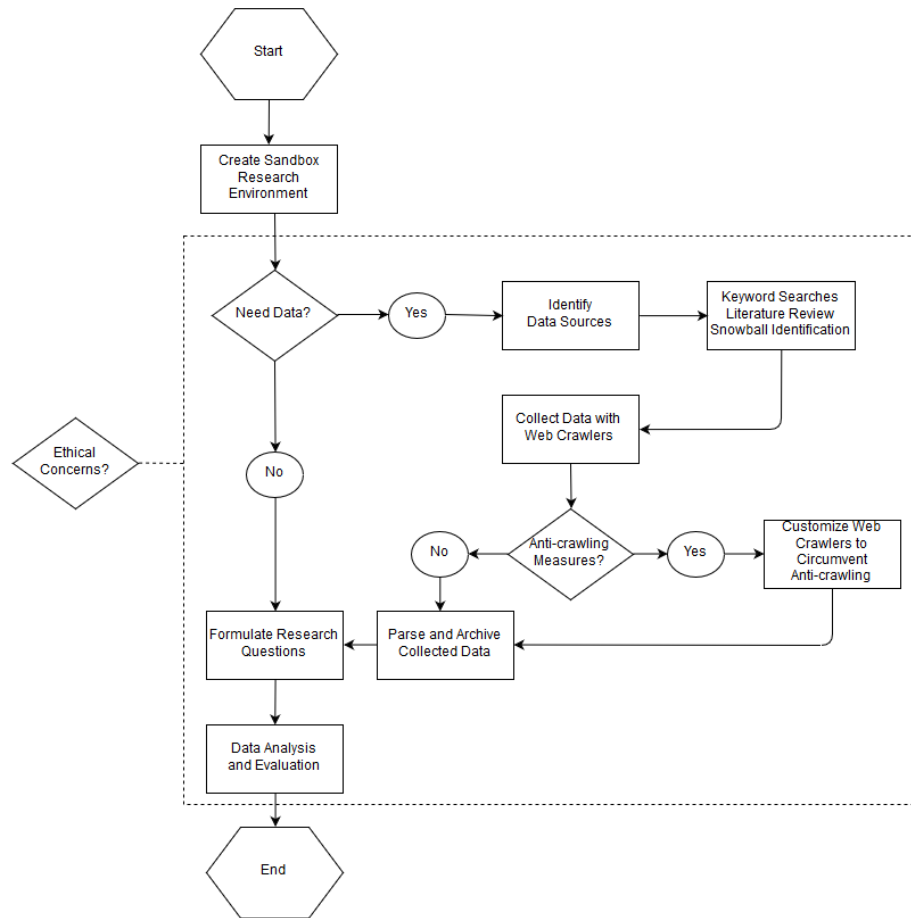 Start
Create Sandbox
Research
Environment
Need Data?
Yes
Identify
Data Sources
Keyword Searches
Literature Review
Snowball Identification
Collect Data with
Web Crawlers
Ethical
Concerns?
No
No
Anti-crawling
Measures?
Yes
Customize Web
Crawlers to
Circumvent
Anti-crawling
Formulate Research
Questions
Parse and Archive
Collected Data
Data Analysis
and Evaluation
End